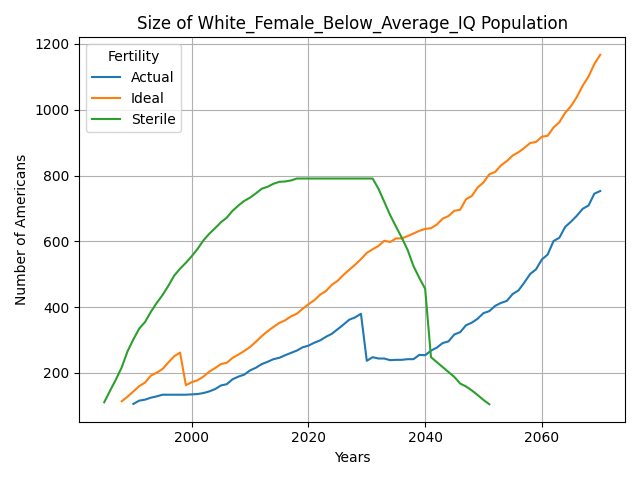 Size of White_Female_Below_Average_IQ Population
Number of Americans
1200
1000
800
600
400
200
Fertility
Actual
Ideal
Sterile
2000
2020
2040
2060
Years